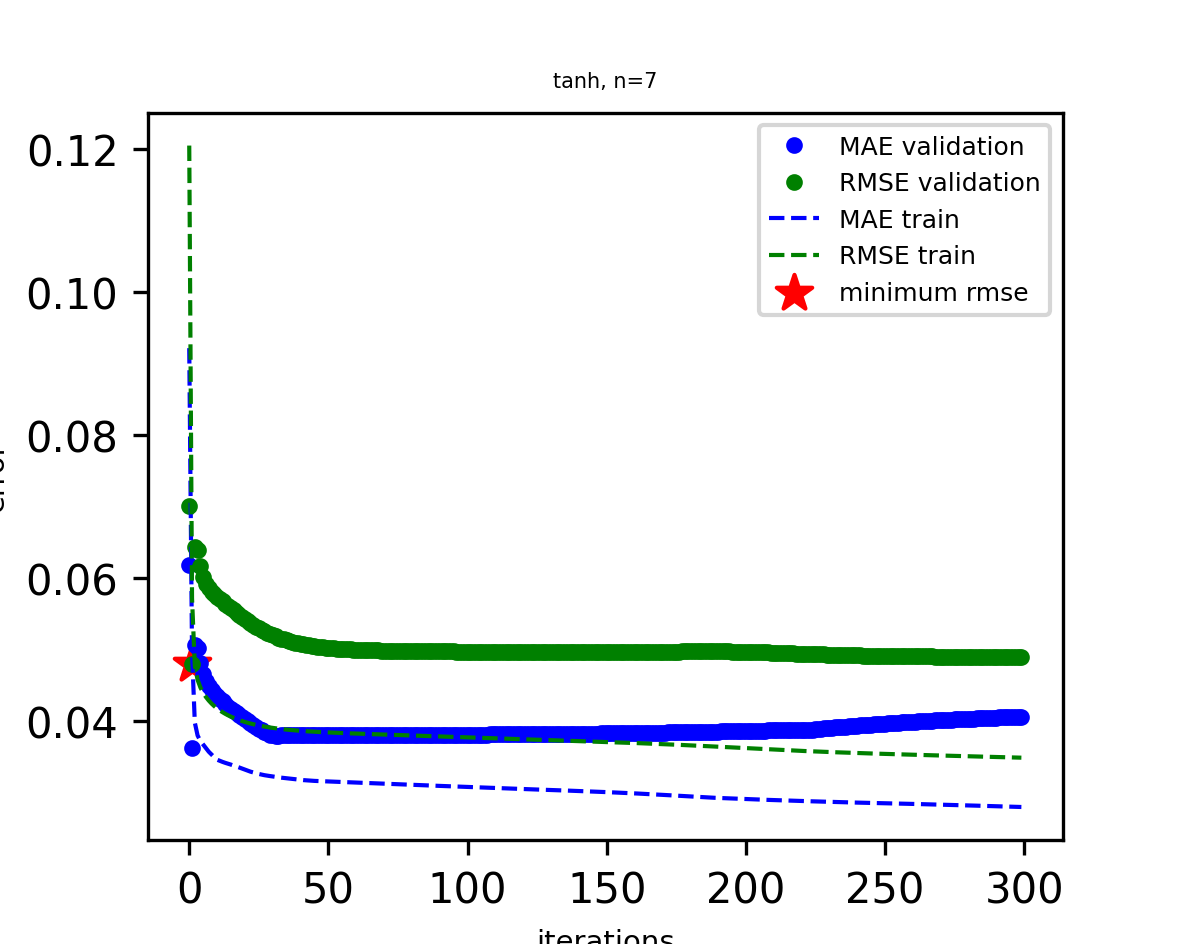 tanh, n=7
0.12
0.10
0.08
0.06
0.04
MAE validation
RMSE validation
MAE train
RMSE train
minimum rmse
0 50 100 150 200 250 300
iterations